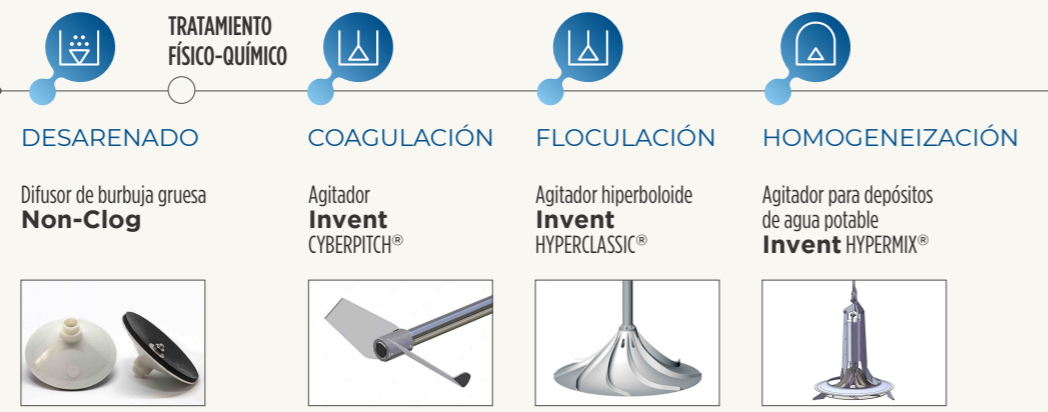 TRATAMIENTO
FÍSICO-QUÍMICO
DESARENADO
Difusor de burbuja gruesa
Non-Clog
COAGULACIÓN
Agitador
Invent
CYBERPITCH®
FLOCULACIÓN
Agitador hiperboloide
Invent
HYPERCLASSIC®
HOMOGENEIZACIÓN
Agitador para depósitos
de agua potable
Invent HYPERMIX®